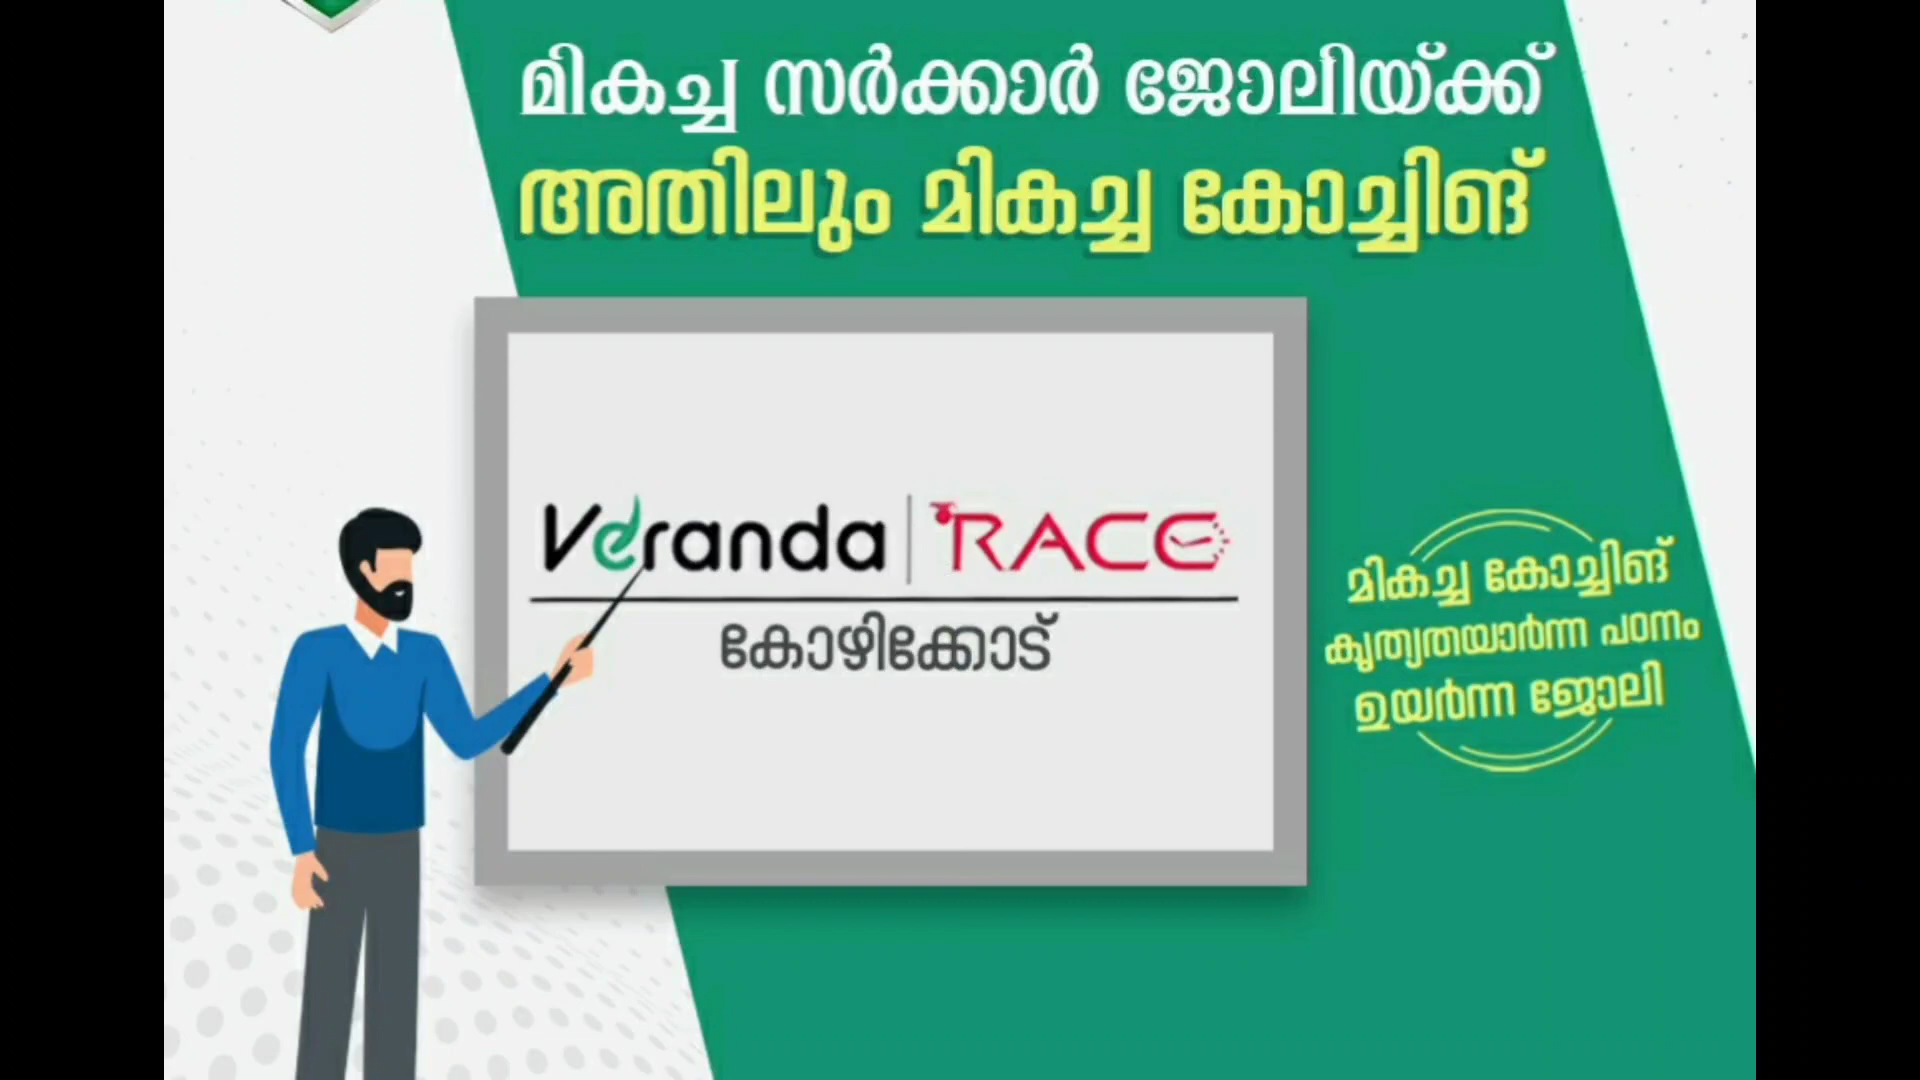 മികച്ച സർക്കാർ ജോലിയ്ക്ക്
അതിലും മികച്ച കോച്ചിങ്
Veranda | RACE
കോഴിക്കോട്
മികച്ച കോച്ചിങ്
കൃത്യതയാർന്ന പഠനം
ഉയർന്ന ജോലി